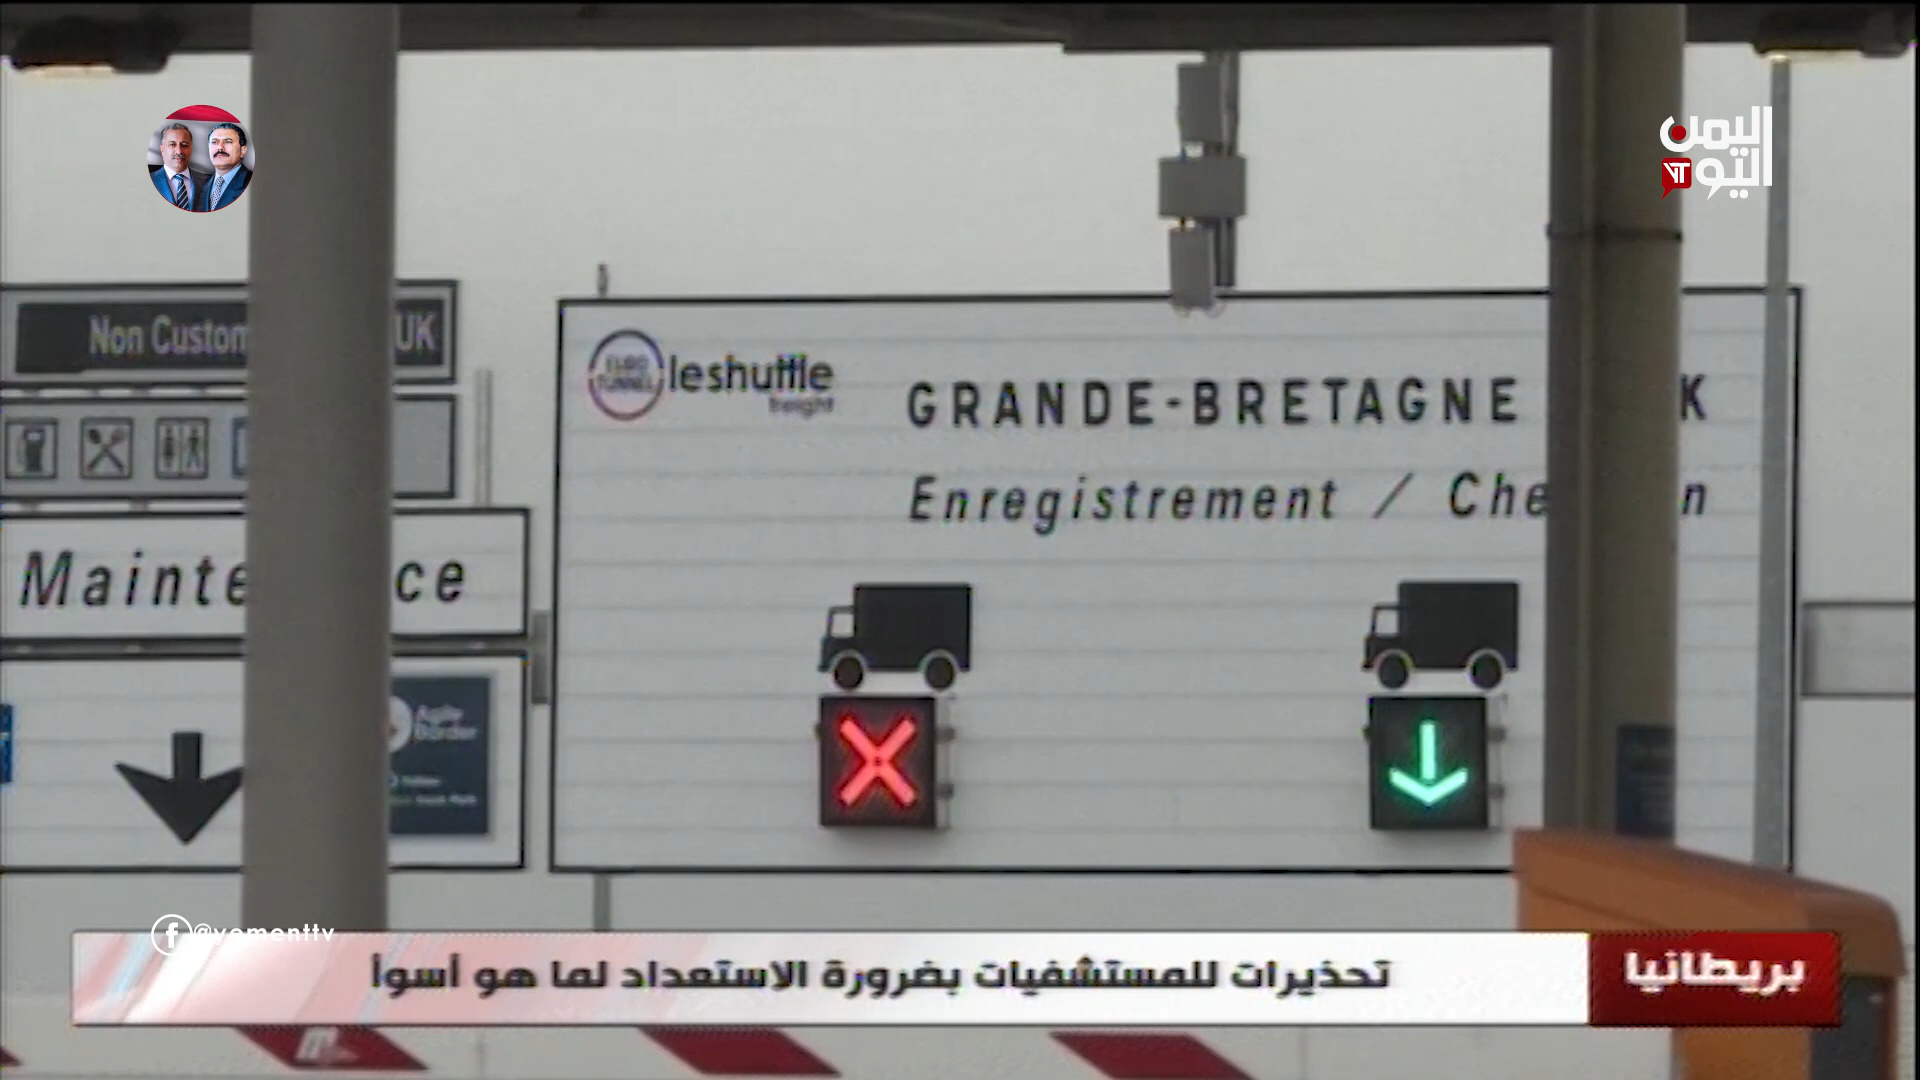 اليمن
اليوم
YT
Non Custom
UK
EURO
TUNNEL
leshuttle
freight
GRANDE-BRETAGNE
K
Enregistrement / Che
n
Mainte
ce
Agile
Border
@yementtv
بريطانيا
تحذيرات للمستشفيات بضرورة الاستعداد لما هو أسوأ